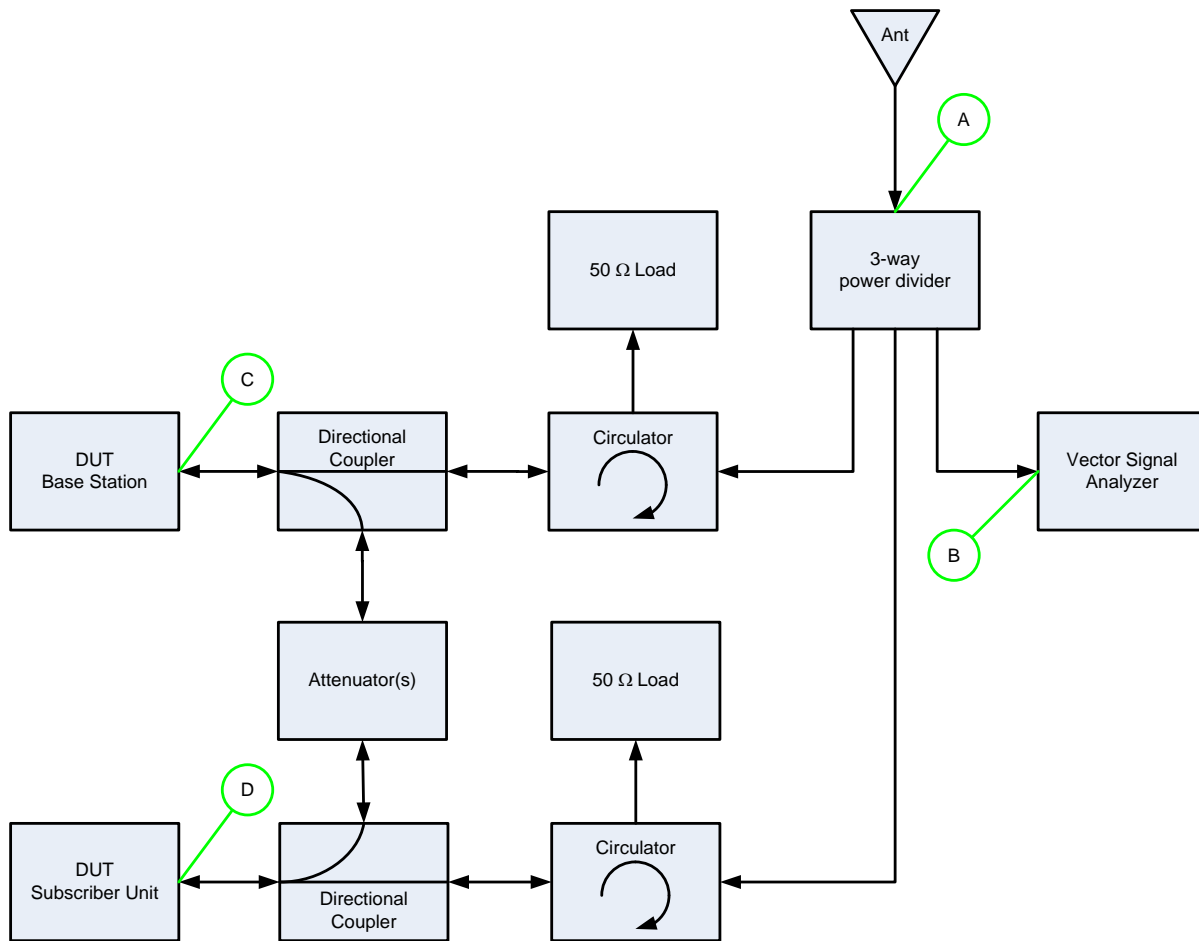 Ant
A
3-way
power divider
50 Ω Load
C
DUT
Base Station
Directional
Coupler
Circulator
Vector Signal
Analyzer
B
Attenuator(s)
50 Ω Load
D
DUT
Subscriber Unit
Directional
Coupler
Circulator